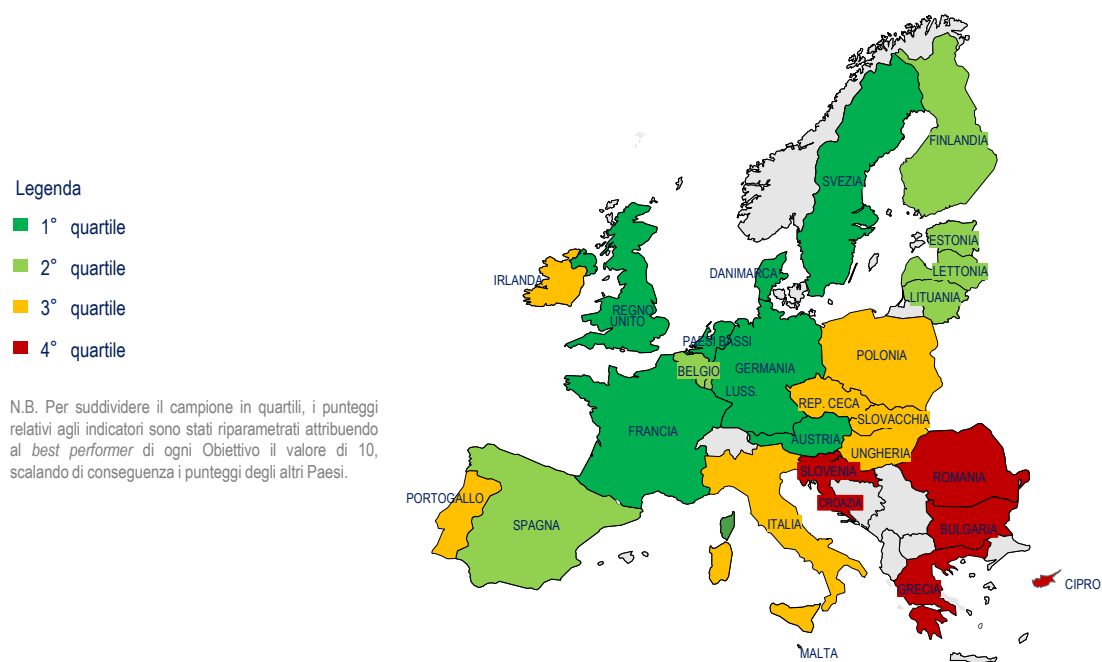 Legenda
1° quartile
2° quartile
3° quartile
4° quartile
N.B. Per suddividere il campione in quartili, i punteggi
relativi agli indicatori sono stati riparametrati attribuendo
al best performer di ogni Obiettivo il valore di 10,
scalando di conseguenza i punteggi degli altri Paesi.
FINLANDIA
SVEZIA
ESTONIA
LETTONIA
LITUANIA
DANIMARCA
IRLANDA
REGNO
UNITO
PAESI BASSI
BELGIO
GERMANIA
LUSS.
POLONIA
REP. CECA
SLOVACCHIA
FRANCIA
AUSTRIA
UNGHERIA
SLOVENIA
ROMANIA
CROAZIA
PORTOGALLO
SPAGNA
ITALIA
BULGARIA
GRECIA
CIPRO
MALTA